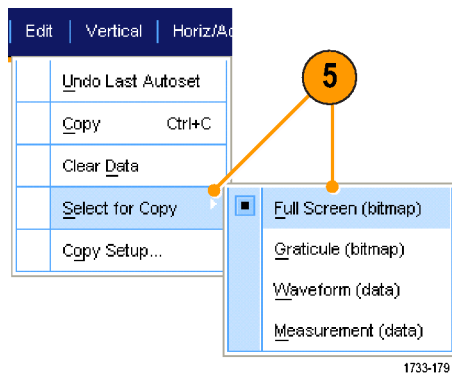 Edit Vertical Horiz/Ac
5
Undo Last Autoset
Copy Ctrl+C
Clear Data
Select for Copy
Copy Setup...
Full Screen (bitmap)
Graticule (bitmap)
Waveform (data)
Measurement (data)
1733-179